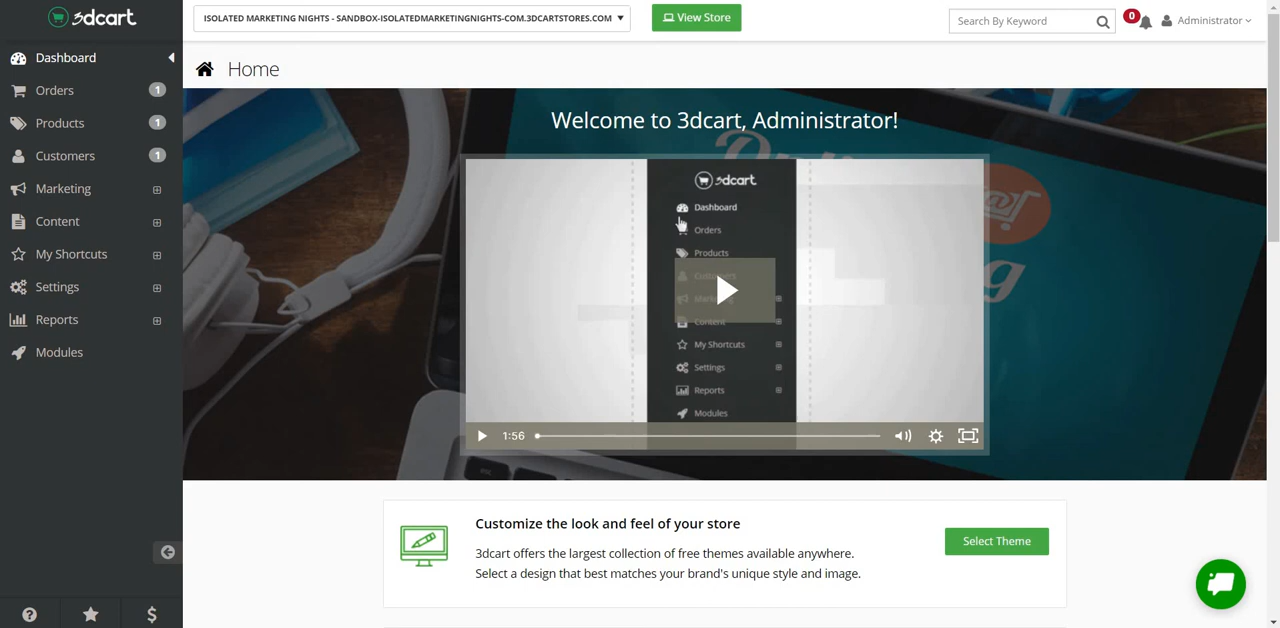 3dcart
ISOLATED MARKETING NIGHTS - SANDBOX-ISOLATEDMARKETINGNIGHTS-COM.3DCARTSTORES.COM
View Store
Search By Keyword
0
Administrator
Dashboard
Orders 1
Products 1
Customers 1
Marketing
Content
My Shortcuts
Settings
Reports
Modules
Home
Welcome to 3dcart, Administrator!
3dcart
Dashboard
Orders
Products
Customers
Content
My Shortcuts
Settings
Reports
Modules
1:56
Customize the look and feel of your store
3dcart offers the largest collection of free themes available anywhere.
Select a design that best matches your brand's unique style and image.
Select Theme